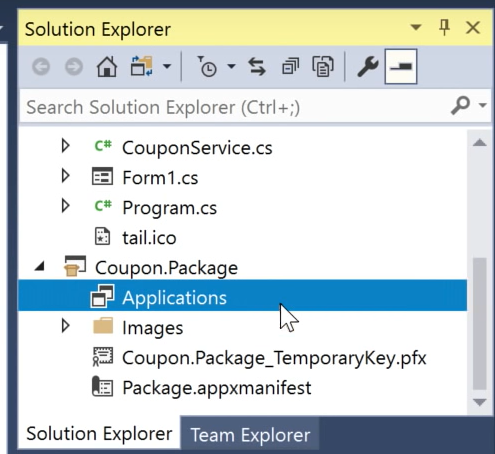 Solution Explorer
Search Solution Explorer (Ctrl+;)
C# CouponService.cs
Form1.cs
C# Program.cs
tail.ico
Coupon.Package
Applications
Images
Coupon.Package_TemporaryKey.pfx
Package.appxmanifest
Solution Explorer Team Explorer